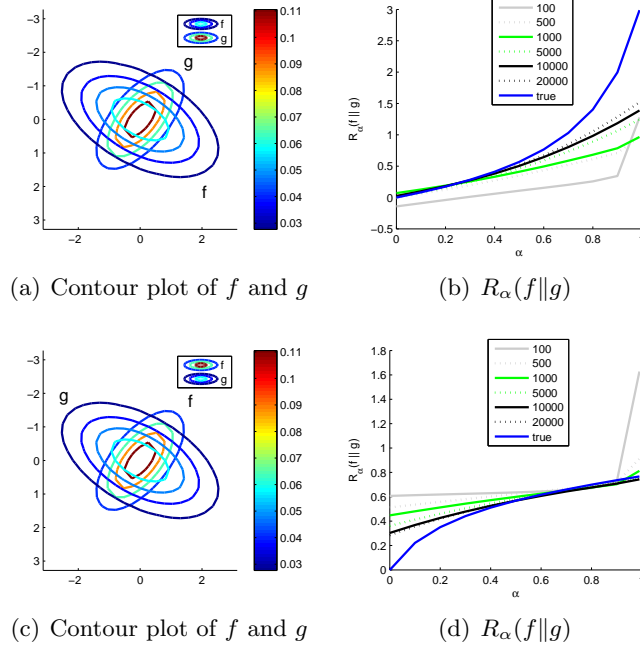 −3
−2
−1
0
1
2
3
−2 0 2
g
f
f
g
0.11
0.1
0.09
0.08
0.07
0.06
0.05
0.04
0.03
3
2.5
2
1.5
1
0.5
0
−0.5
0 0.2 0.4 0.6 0.8
α
R_α(f || g)
100
500
1000
5000
10000
20000
true
(a) Contour plot of f and g
(b) R_α(f‖g)
−3
−2
−1
0
1
2
3
−2 0 2
g
f
f
g
0.11
0.1
0.09
0.08
0.07
0.06
0.05
0.04
0.03
1.8
1.6
1.4
1.2
1
0.8
0.6
0.4
0.2
0
0 0.2 0.4 0.6 0.8
α
R_α(f || g)
100
500
1000
5000
10000
20000
true
(c) Contour plot of f and g
(d) R_α(f‖g)